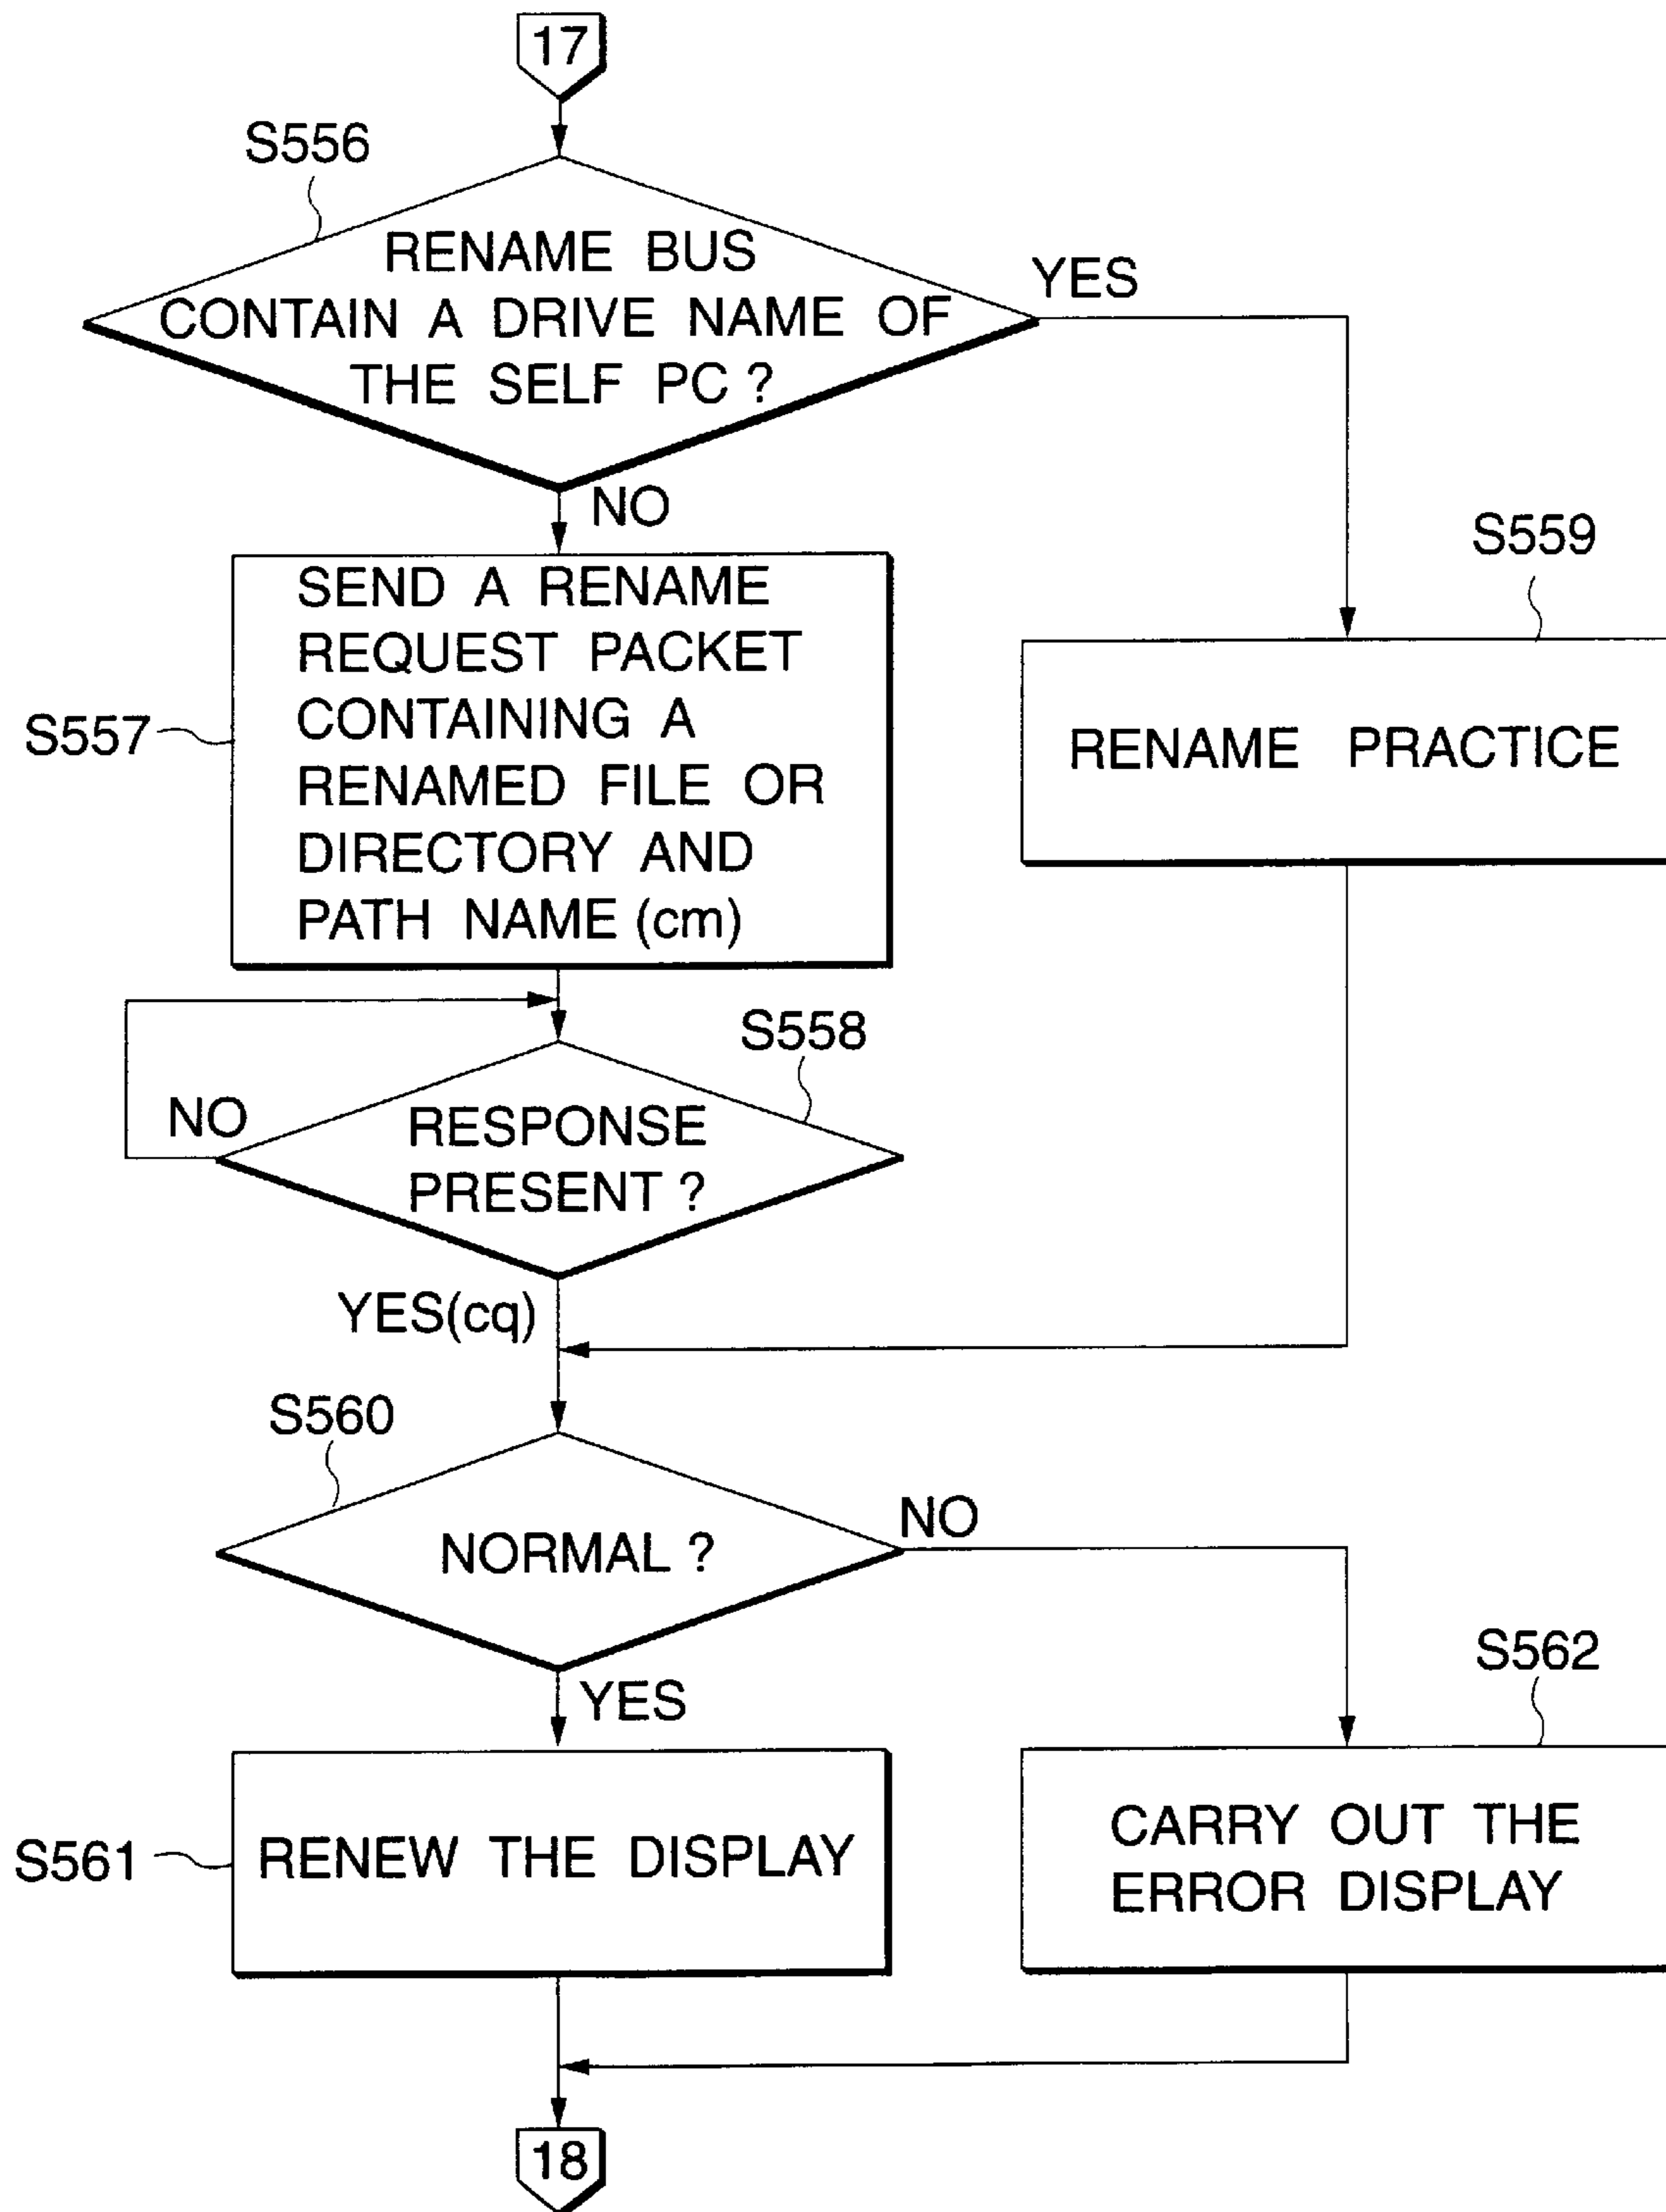 17
S556
RENAME BUS
CONTAIN A DRIVE NAME OF
THE SELF PC ?
YES
NO
S557
SEND A RENAME
REQUEST PACKET
CONTAINING A
RENAMED FILE OR
DIRECTORY AND
PATH NAME (cm)
S559
RENAME PRACTICE
S558
NO
RESPONSE
PRESENT ?
YES(cq)
S560
NORMAL ?
NO
YES
S561
RENEW THE DISPLAY
S562
CARRY OUT THE
ERROR DISPLAY
18